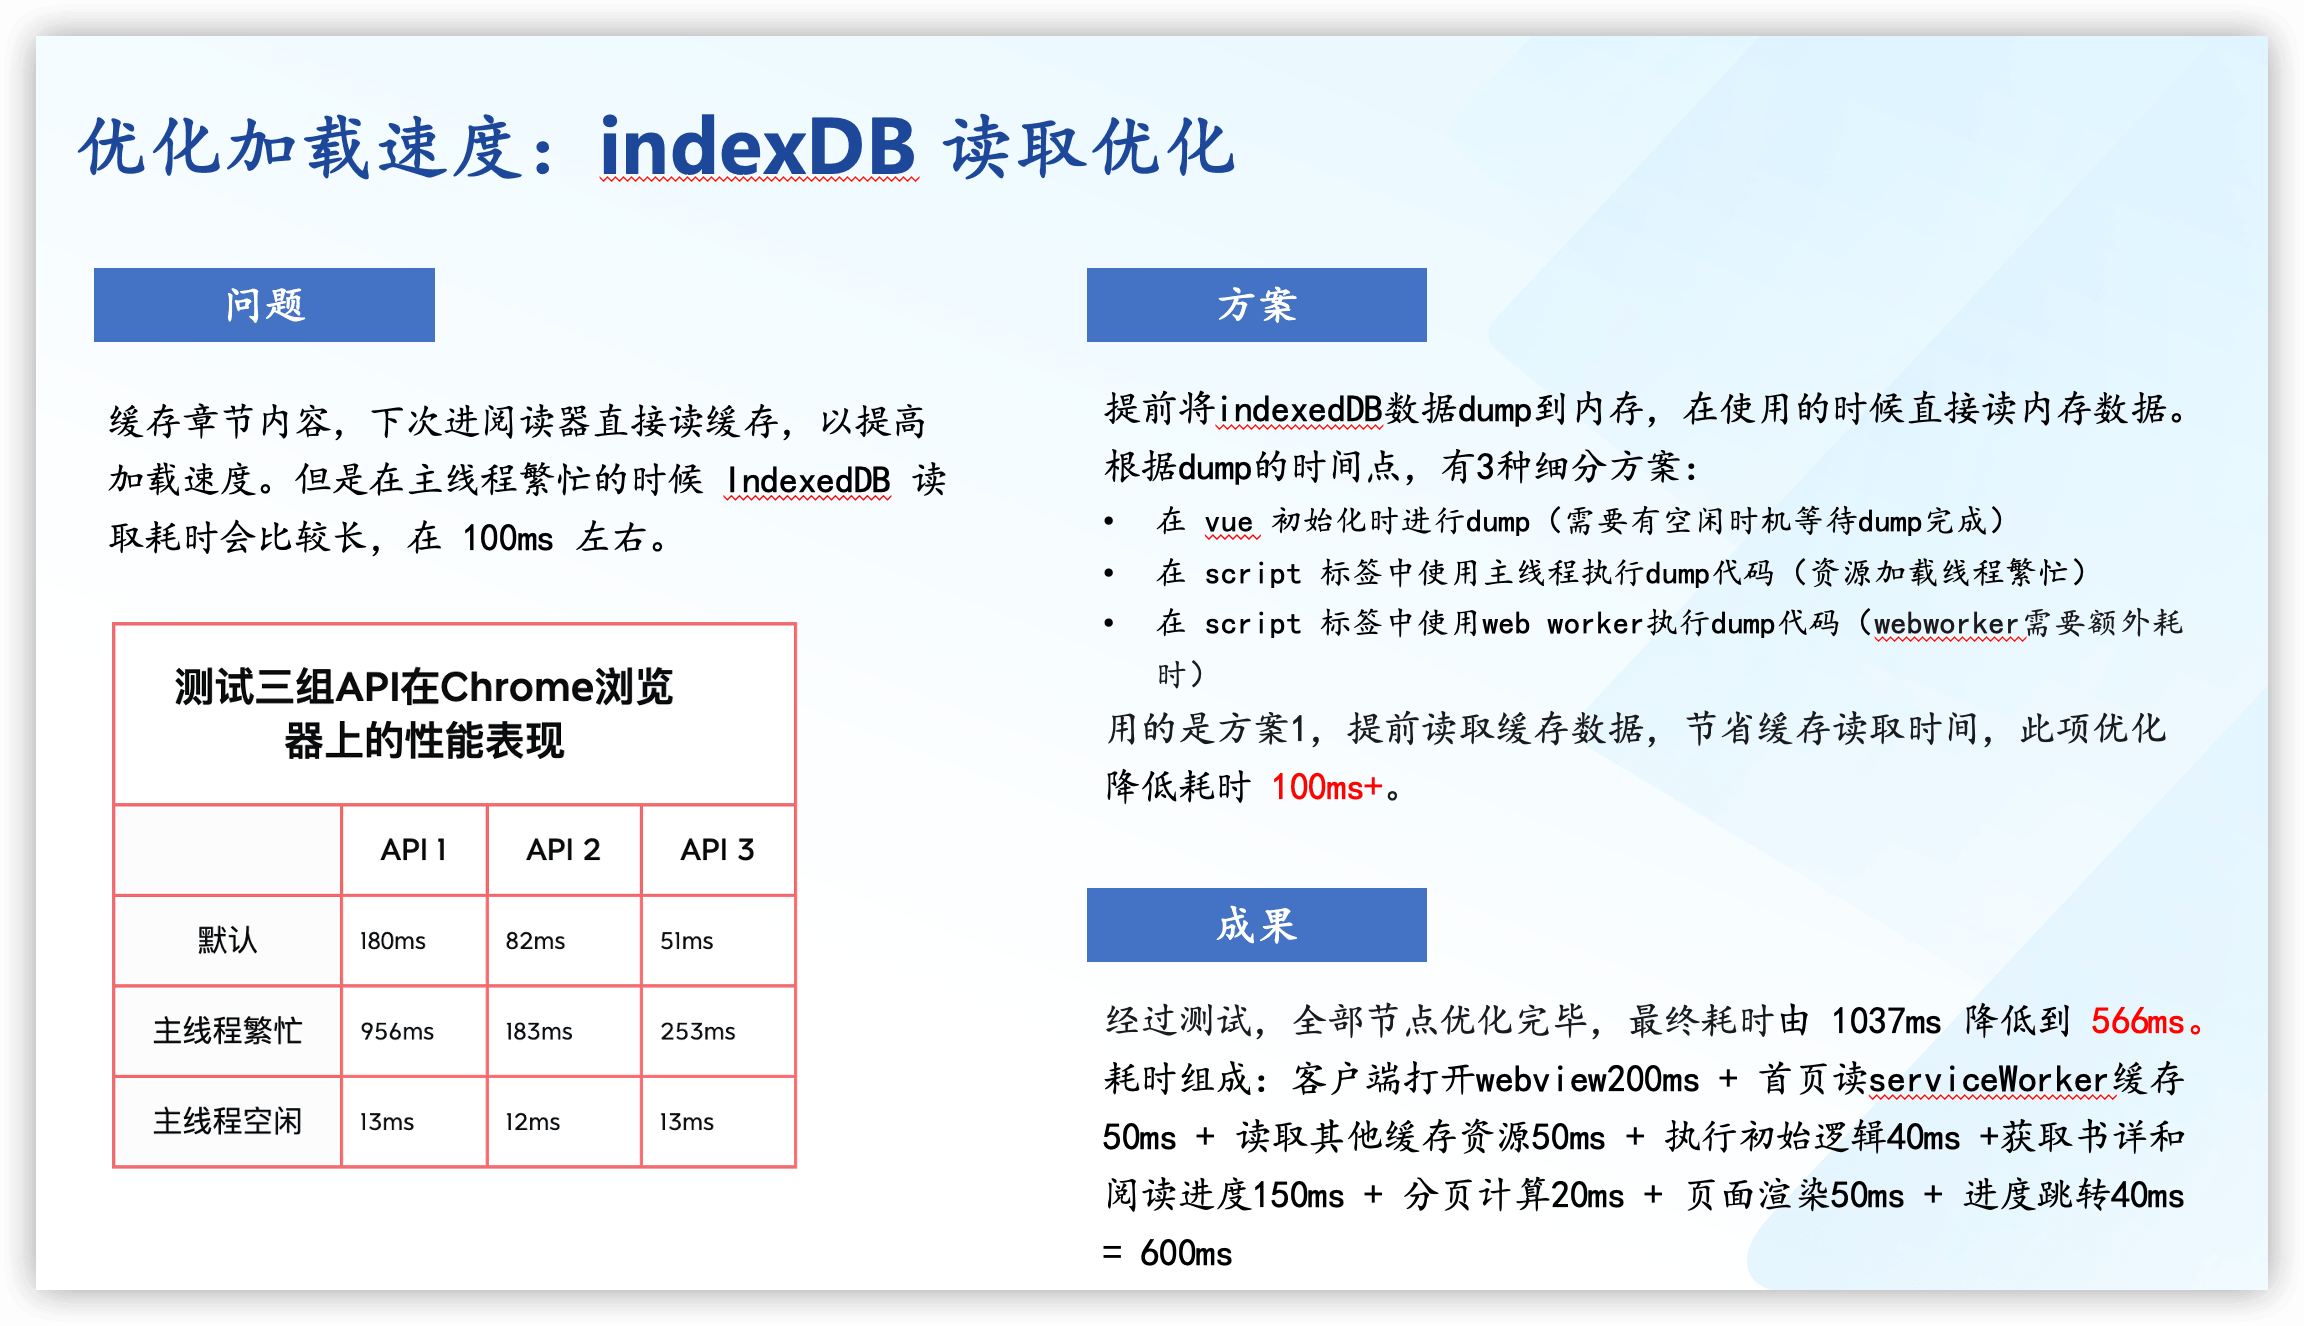 优化加载速度：indexDB 读取优化
问题
缓存章节内容，下次进阅读器直接读缓存，以提高
加载速度。但是在主线程繁忙的时候 IndexedDB 读
取耗时会比较长，在 100ms 左右。
测试三组API在Chrome浏览
器上的性能表现
API 1 API 2 API 3
默认 180ms 82ms 51ms
主线程繁忙 956ms 183ms 253ms
主线程空闲 13ms 12ms 13ms
方案
提前将indexedDB数据dump到内存，在使用的时候直接读内存数据。
根据dump的时间点，有3种细分方案：
• 在 vue 初始化时进行dump（需要有空闲时机等待dump完成）
• 在 script 标签中使用主线程执行dump代码（资源加载线程繁忙）
• 在 script 标签中使用web worker执行dump代码（webworker需要额外耗
时）
用的是方案1，提前读取缓存数据，节省缓存读取时间，此项优化
降低耗时 100ms+。
成果
经过测试，全部节点优化完毕，最终耗时由 1037ms 降低到 566ms。
耗时组成：客户端打开webview200ms + 首页读serviceWorker缓存
50ms + 读取其他缓存资源50ms + 执行初始逻辑40ms +获取书详和
阅读进度150ms + 分页计算20ms + 页面渲染50ms + 进度跳转40ms
= 600ms